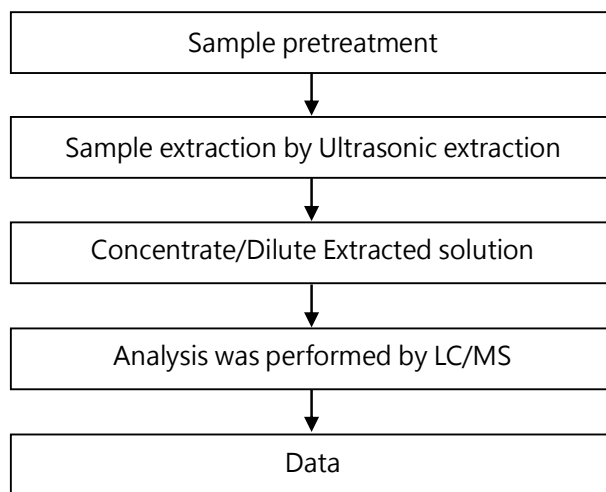 Sample pretreatment
Sample extraction by Ultrasonic extraction
Concentrate/Dilute Extracted solution
Analysis was performed by LC/MS
Data